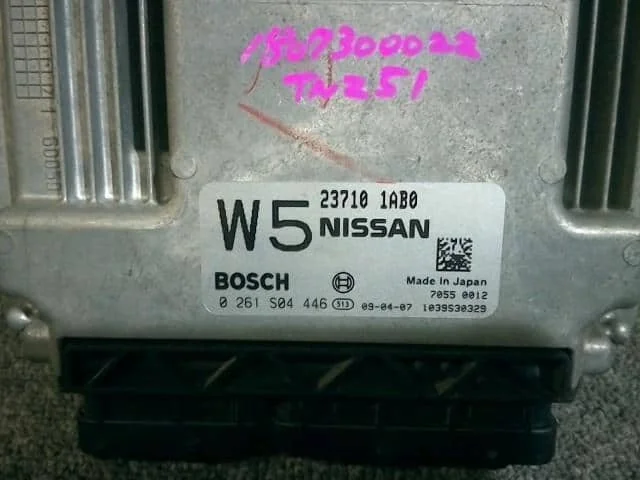 TNZ51
W5
23710 1AB0
NISSAN
BOSCH
Made In Japan
7055 0012
0 261 S04 446 513 09-04-07 1039S30329